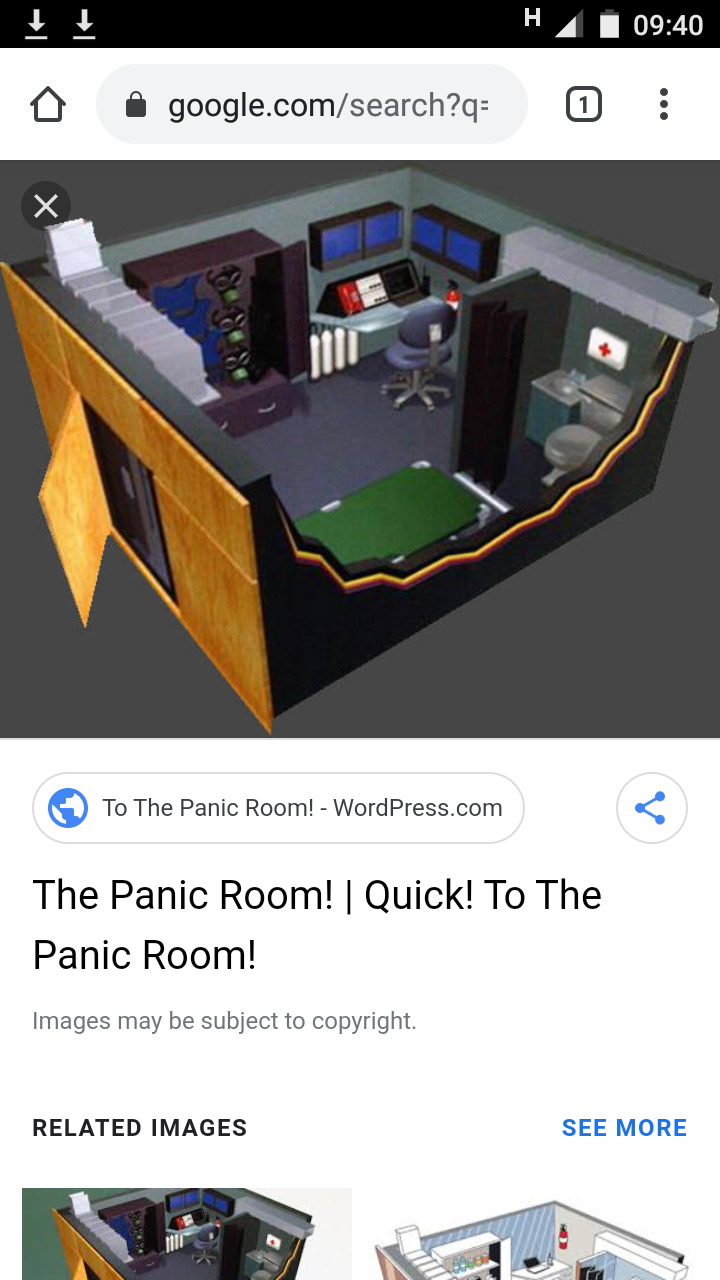 H 09:40
google.com/search?q=
1
To The Panic Room! - WordPress.com
The Panic Room! | Quick! To The
Panic Room!
Images may be subject to copyright.
RELATED IMAGES SEE MORE